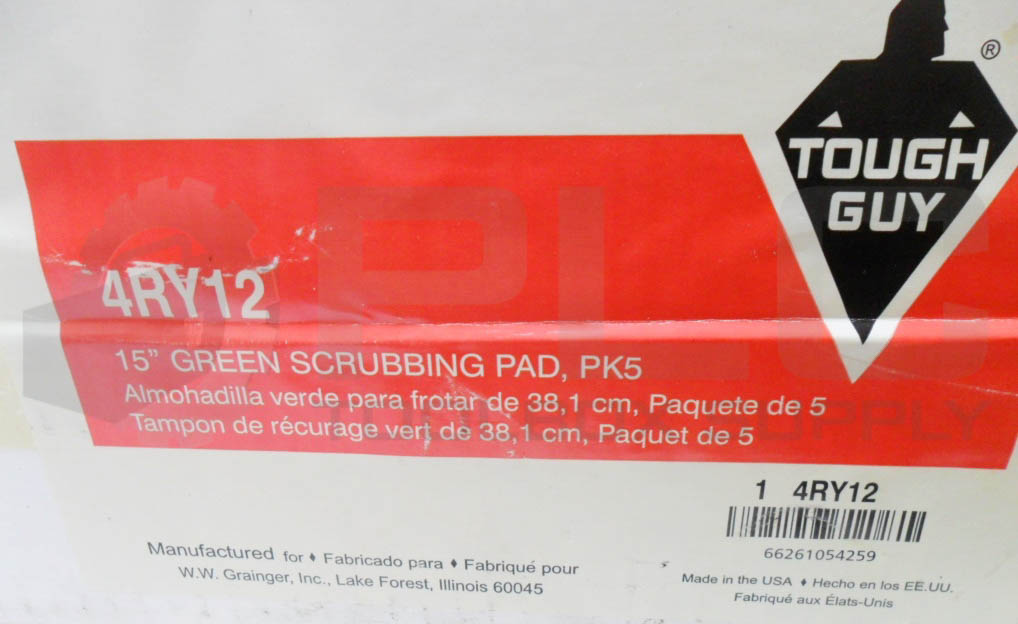 ®
TOUGH
GUY
4RY12
15” GREEN SCRUBBING PAD, PK5
Almohadilla verde para frotar de 38,1 cm, Paquete de 5
Tampon de récurage vert de 38,1 cm, Paquet de 5
1 4RY12
66261054259
Manufactured for ♦ Fabricado para ♦ Fabriqué pour
W.W. Grainger, Inc., Lake Forest, Illinois 60045
Made in the USA ♦ Hecho en los EE.UU.
Fabriqué aux États-Unis
PLC